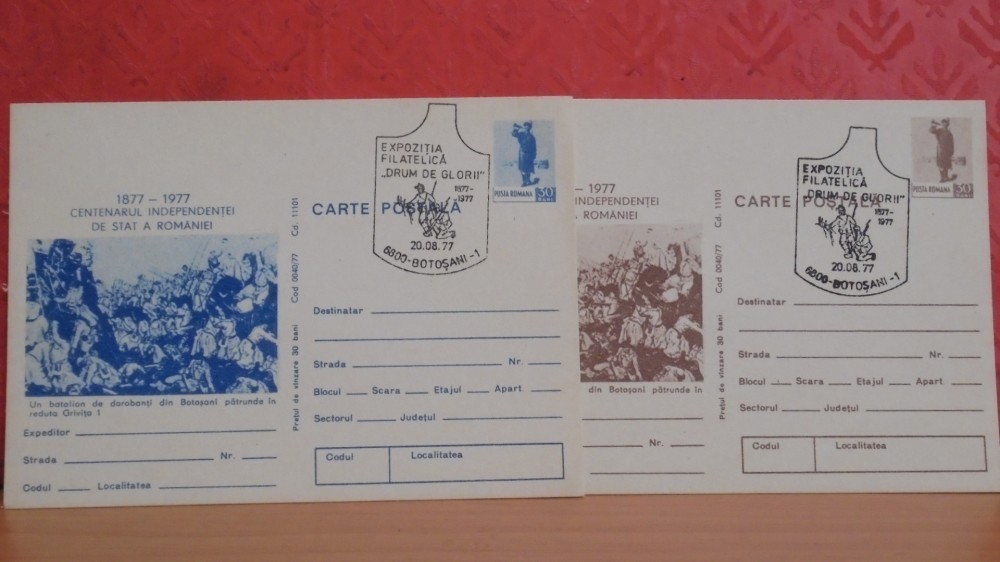 1877 – 1977
CENTENARUL INDEPENDENȚEI
DE STAT A ROMÂNIEI
Un batalion de dorobanți din Botoșani pătrunde în
reduta Grivița 1
Expeditor
Strada Nr.
Codul Localitatea
Prețul de vînzare 30 bani Cod 0040/77 Cd. 11101
CARTE POȘTALĂ
EXPOZIȚIA
FILATELICĂ
„DRUM DE GLORII"
1877-
1977
20.08.77
6800-BOTOȘANI-1
POSTA ROMANA 30
Destinatar
Strada Nr.
Blocul Scara Etajul Apart.
Sectorul Județul
Codul Localitatea
– 1977
INDEPENDENȚEI
A ROMÂNIEI
din Botoșani pătrunde în
Nr.
Prețul de vînzare 30 bani Cod 0040/77 Cd. 11101
CARTE POȘTALĂ
EXPOZIȚIA
FILATELICĂ
„DRUM DE GLORII"
1877-
1977
20.08.77
6800-BOTOȘANI-1
POSTA ROMANA 30
Destinatar
Strada Nr.
Blocul Scara Etajul Apart.
Sectorul Județul
Codul Localitatea